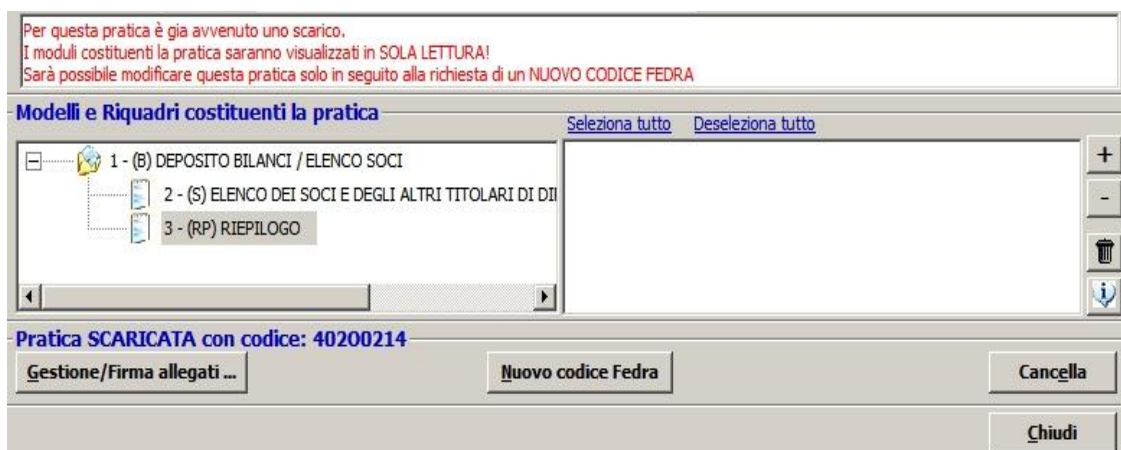 Per questa pratica è gia avvenuto uno scarico.
I moduli costituenti la pratica saranno visualizzati in SOLA LETTURA!
Sarà possibile modificare questa pratica solo in seguito alla richiesta di un NUOVO CODICE FEDRA
Modelli e Riquadri costituenti la pratica
Seleziona tutto Deseleziona tutto
1 - (B) DEPOSITO BILANCI / ELENCO SOCI
2 - (S) ELENCO DEI SOCI E DEGLI ALTRI TITOLARI DI
3 - (RP) RIEPILOGO
+
-
i
Pratica SCARICATA con codice: 40200214
Gestione/Firma allegati ... Nuovo codice Fedra Cancella
Chiudi